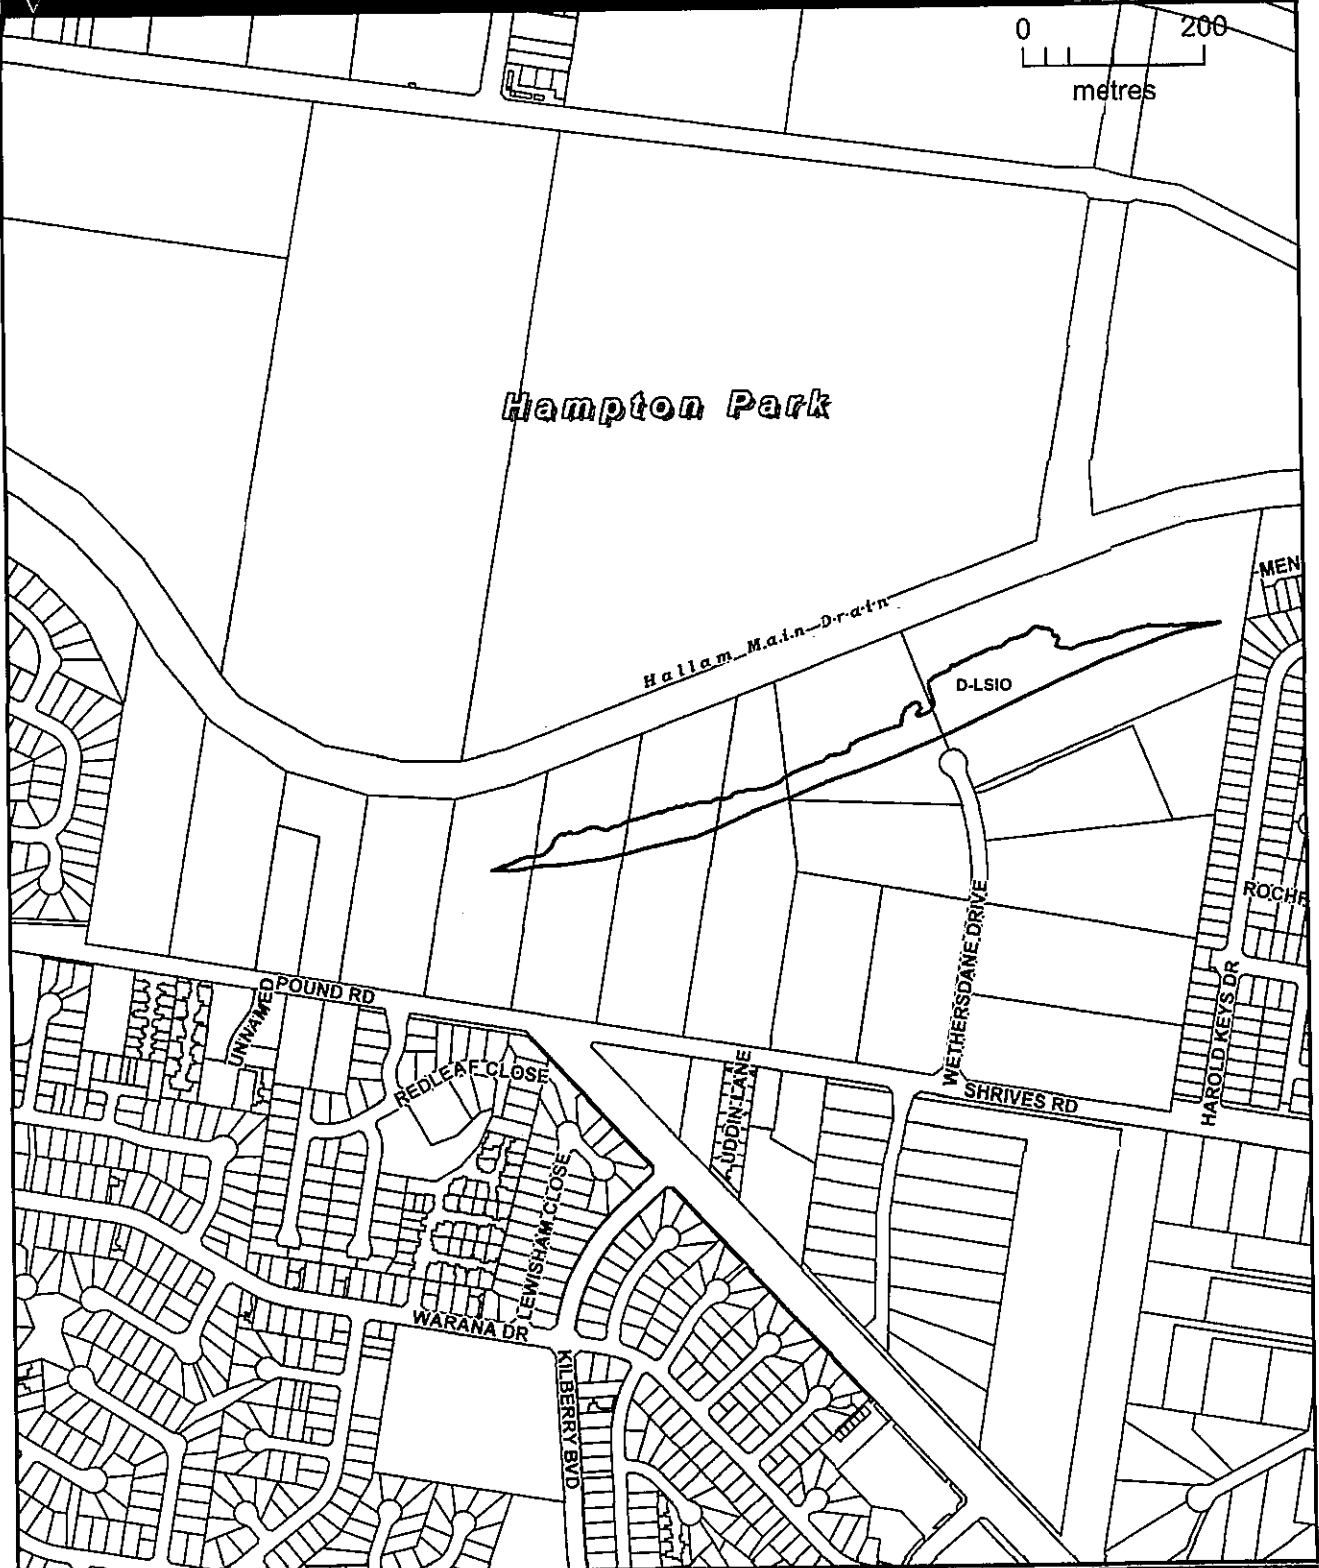 0 200
metres
Hampton Park
MEN
Hallam Main Drain
D-LSIO
ROCHF
WETHERSDANE DRIVE
HAROLD KEYS DR
POUND RD
UNNAMED
REDLEAF CLOSE
UDDIN LANE
SHRIVES RD
LEWISHAM CLOSE
WARANA DR
KILBERRY BVD